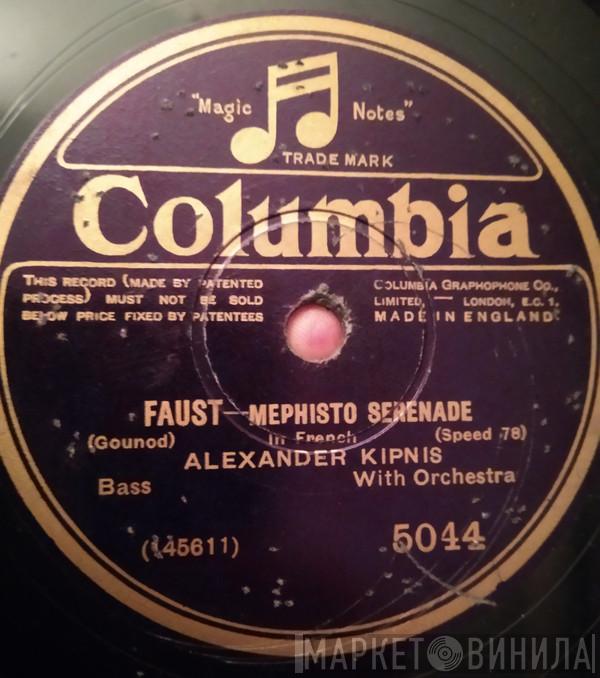 "Magic Notes"
TRADE MARK
Columbia
THIS RECORD (MADE BY PATENTED
PROCESS) MUST NOT BE SOLD
BELOW PRICE FIXED BY PATENTEES
COLUMBIA GRAPHOPHONE CO.,
LIMITED, — LONDON, E.C. 1.
MADE IN ENGLAND
FAUST—MEPHISTO SERENADE
(Gounod) In French (Speed 78)
ALEXANDER KIPNIS
Bass With Orchestra
(145611) 5044
МАРКЕТ ВИНИЛА